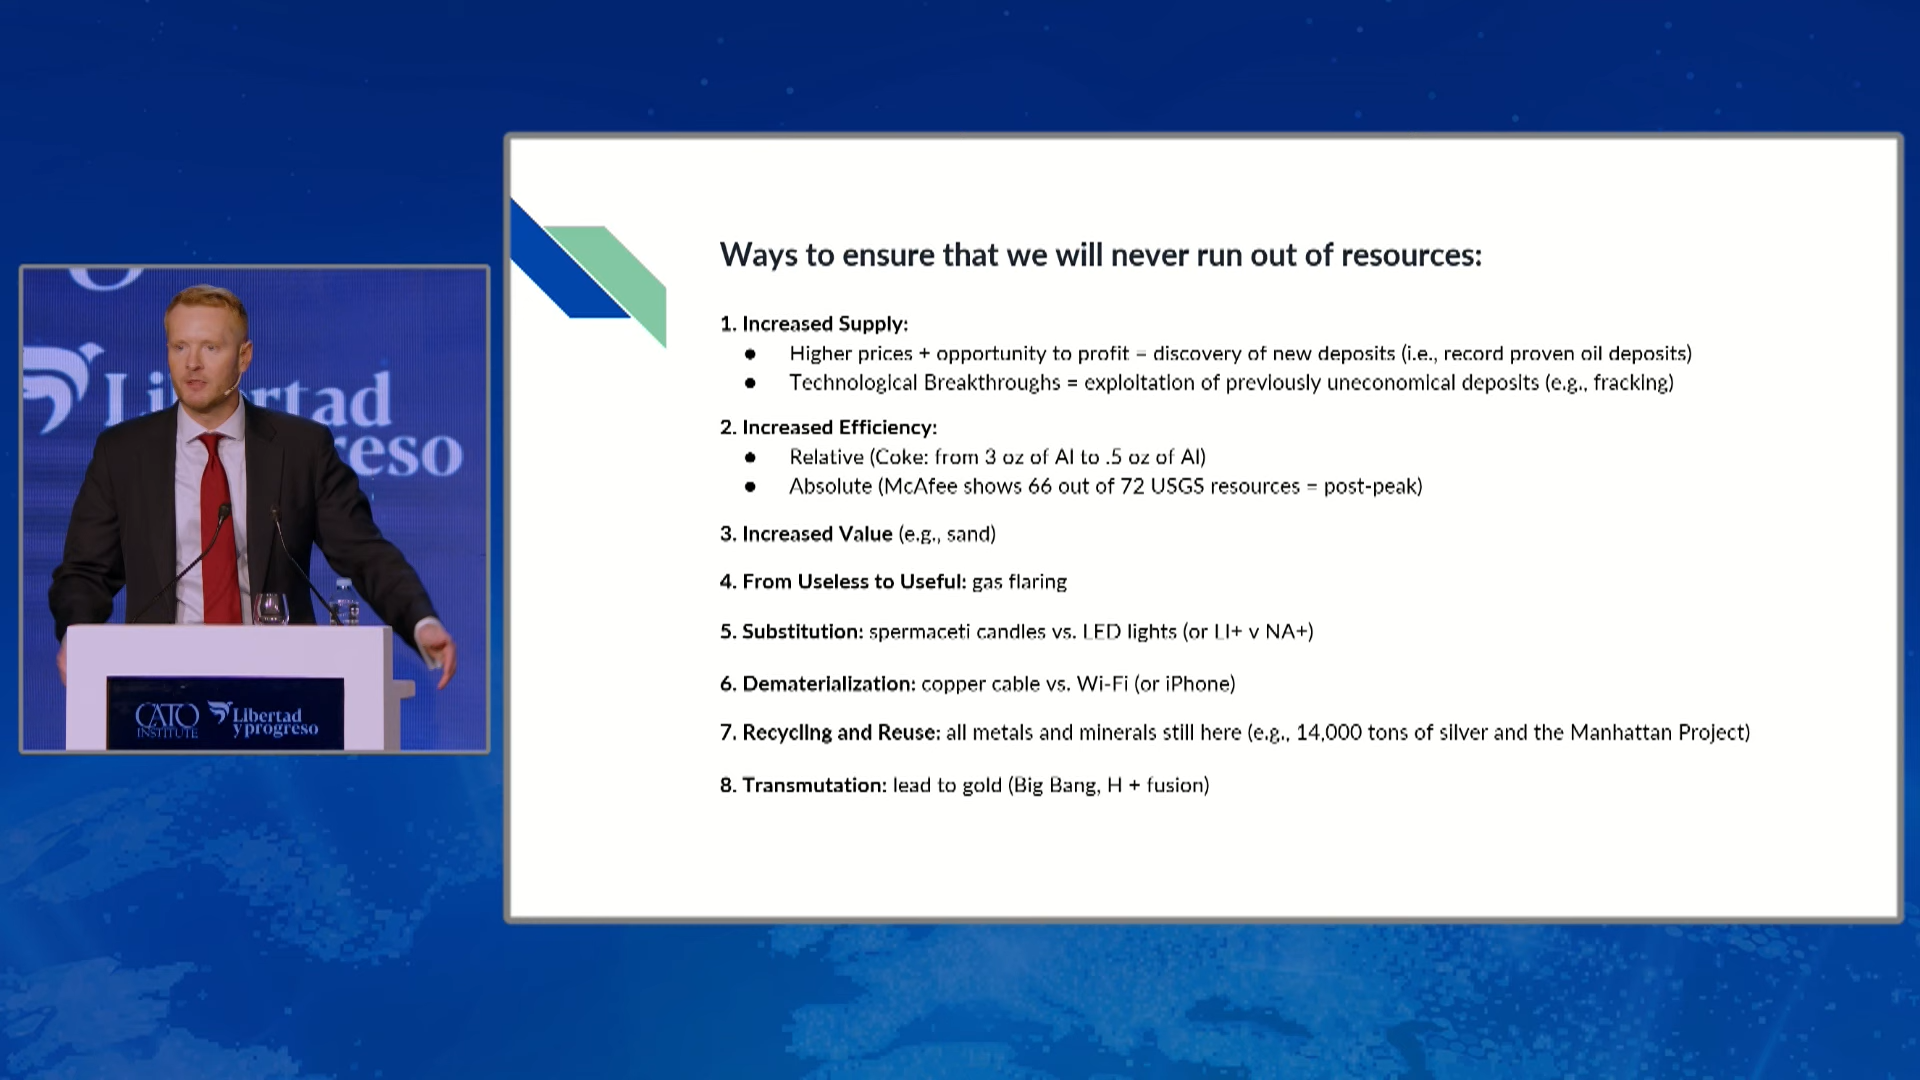 Libertad
greso
CATO
INSTITUTE
Libertad
y progreso
Ways to ensure that we will never run out of resources:
1. Increased Supply:
● Higher prices + opportunity to profit = discovery of new deposits (i.e., record proven oil deposits)
● Technological Breakthroughs = exploitation of previously uneconomical deposits (e.g., fracking)
2. Increased Efficiency:
● Relative (Coke: from 3 oz of Al to .5 oz of Al)
● Absolute (McAfee shows 66 out of 72 USGS resources = post-peak)
3. Increased Value (e.g., sand)
4. From Useless to Useful: gas flaring
5. Substitution: spermaceti candles vs. LED lights (or LI+ v NA+)
6. Dematerialization: copper cable vs. Wi-Fi (or iPhone)
7. Recycling and Reuse: all metals and minerals still here (e.g., 14,000 tons of silver and the Manhattan Project)
8. Transmutation: lead to gold (Big Bang, H + fusion)